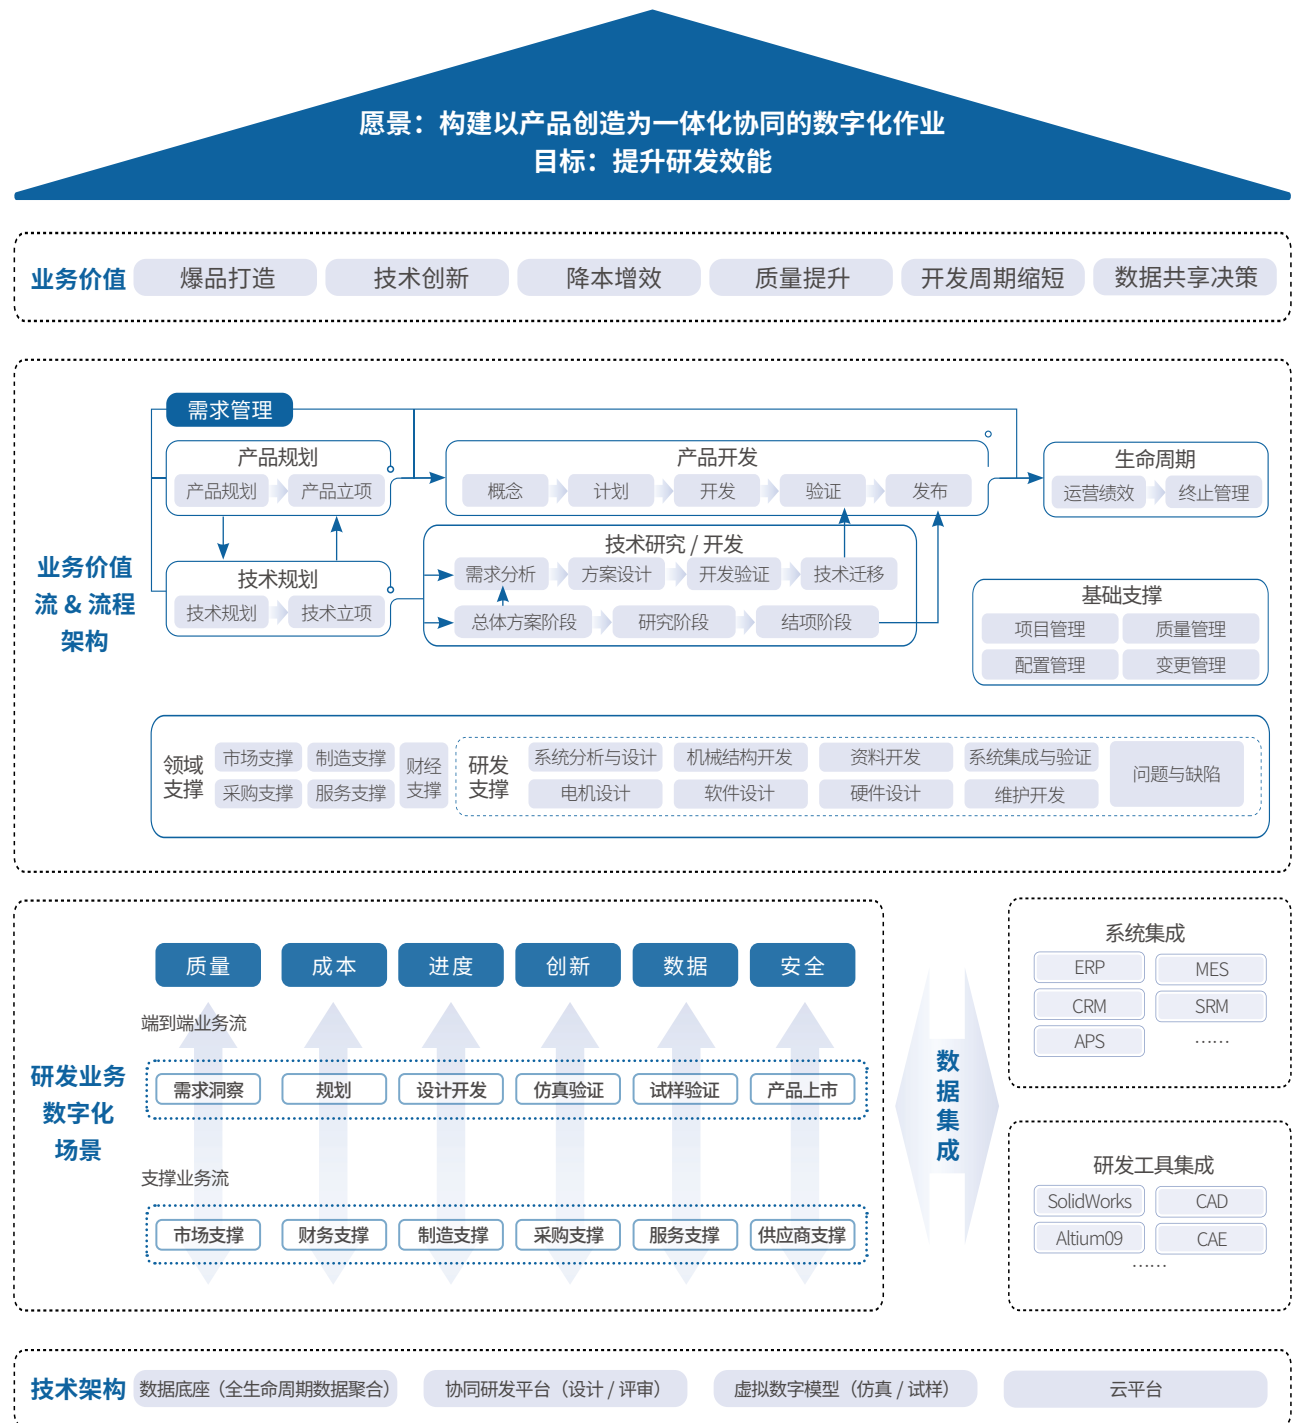 愿景：构建以产品创造为一体化协同的数字化作业
目标：提升研发效能
业务价值
爆品打造
技术创新
降本增效
质量提升
开发周期缩短
数据共享决策
业务价值
流 & 流程
架构
需求管理
产品规划
产品规划
产品立项
产品开发
概念
计划
开发
验证
发布
生命周期
运营绩效
终止管理
技术规划
技术规划
技术立项
技术研究 / 开发
需求分析
方案设计
开发验证
技术迁移
总体方案阶段
研究阶段
结项阶段
基础支撑
项目管理
质量管理
配置管理
变更管理
领域
支撑
市场支撑
制造支撑
采购支撑
服务支撑
财经
支撑
研发
支撑
系统分析与设计
机械结构开发
资料开发
系统集成与验证
电机设计
软件设计
硬件设计
维护开发
问题与缺陷
研发业务
数字化
场景
质量
成本
进度
创新
数据
安全
端到端业务流
需求洞察
规划
设计开发
仿真验证
试样验证
产品上市
支撑业务流
市场支撑
财务支撑
制造支撑
采购支撑
服务支撑
供应商支撑
数
据
集
成
系统集成
ERP
MES
CRM
SRM
APS
……
研发工具集成
SolidWorks
CAD
Altium09
CAE
……
技术架构
数据底座（全生命周期数据聚合）
协同研发平台（设计 / 评审）
虚拟数字模型（仿真 / 试样）
云平台